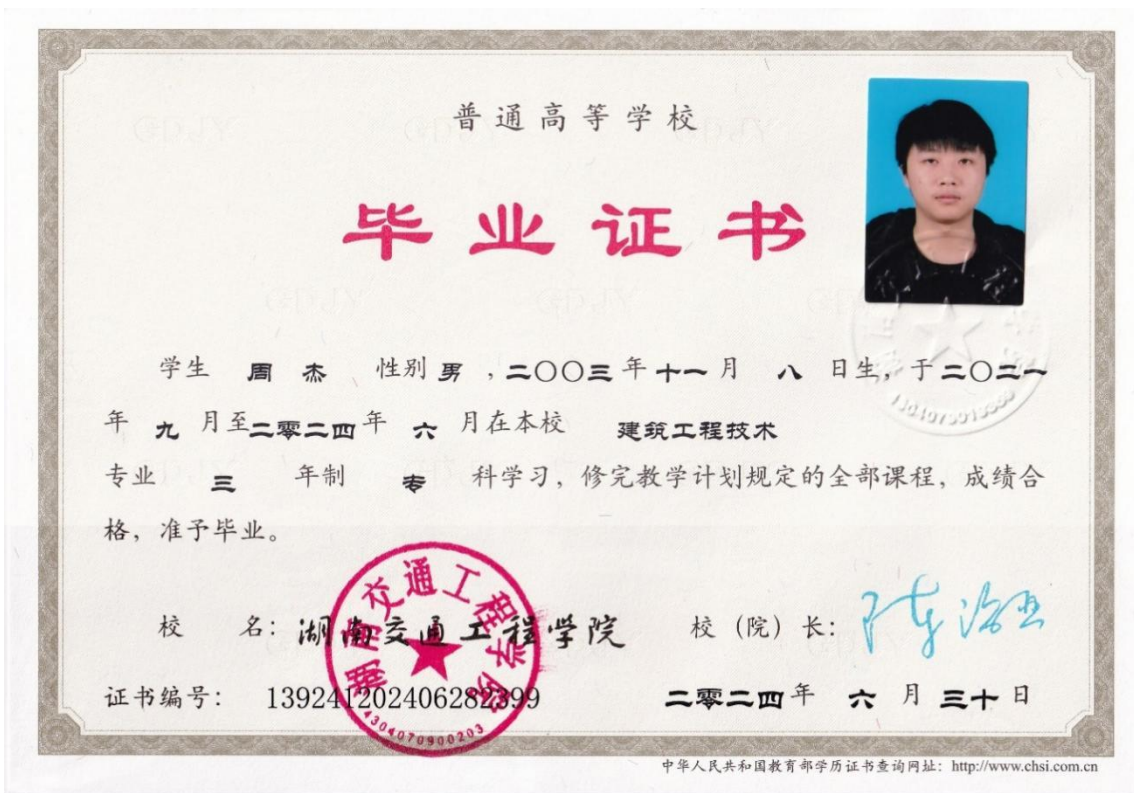 普通高等学校
毕业证书
学生 周杰 性别 男 ,二〇〇三年十一月 八 日生,于二〇二一
年 九 月至二零二四年 六 月在本校 建筑工程技术
专业 三 年制 专 科学习,修完教学计划规定的全部课程,成绩合
格,准予毕业。
校 名:湖南交通工程学院 校(院)长:陈治亚
湖南交通工程学院
4304070900203
证书编号: 139241202406282399 二零二四年 六 月 三十 日
中华人民共和国教育部学历证书查询网址: http://www.chsi.com.cn